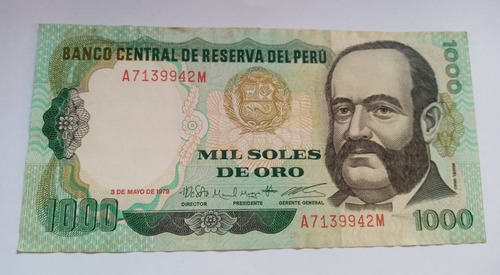 BANCO CENTRAL DE RESERVA DEL PERÚ
1000
A7139942M
MIL SOLES
DE ORO
3 DE MAYO DE 1979
DIRECTOR PRESIDENTE GERENTE GENERAL
1000
A7139942M
1000